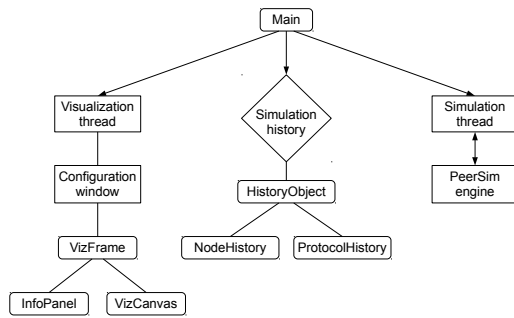 Main
Visualization
thread
Simulation
history
Simulation
thread
Configuration
window
HistoryObject
PeerSim
engine
VizFrame
NodeHistory
ProtocolHistory
InfoPanel
VizCanvas